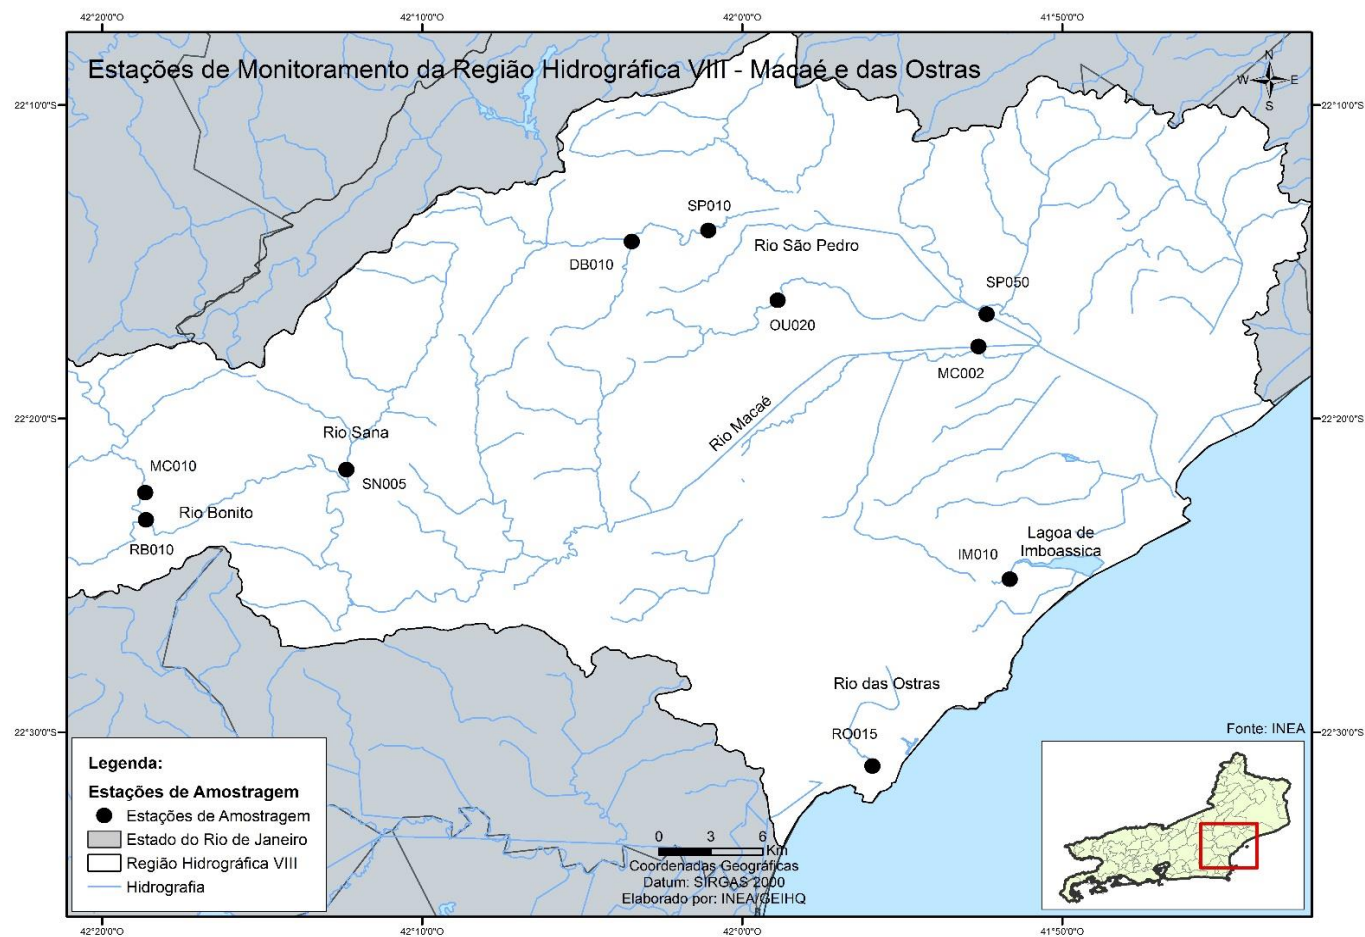 42°20'0"O
42°10'0"O
42°0'0"O
41°50'0"O
Estações de Monitoramento da Região Hidrográfica VIII - Macaé e das Ostras
N
W
E
S
22°10'0"S
22°10'0"S
SP010
DB010
Rio São Pedro
SP050
OU020
MC002
22°20'0"S
22°20'0"S
Rio Macaé
Rio Sana
MC010
SN005
Rio Bonito
RB010
Lagoa de
Imboassica
IM010
Rio das Ostras
RO015
22°30'0"S
22°30'0"S
Fonte: INEA
Legenda:
Estações de Amostragem
Estações de Amostragem
Estado do Rio de Janeiro
Região Hidrográfica VIII
Hidrografia
0 3 6
Km
Coordenadas Geográficas
Datum: SIRGAS 2000
Elaborado por: INEA/GEIHQ
42°20'0"O
42°10'0"O
42°0'0"O
41°50'0"O